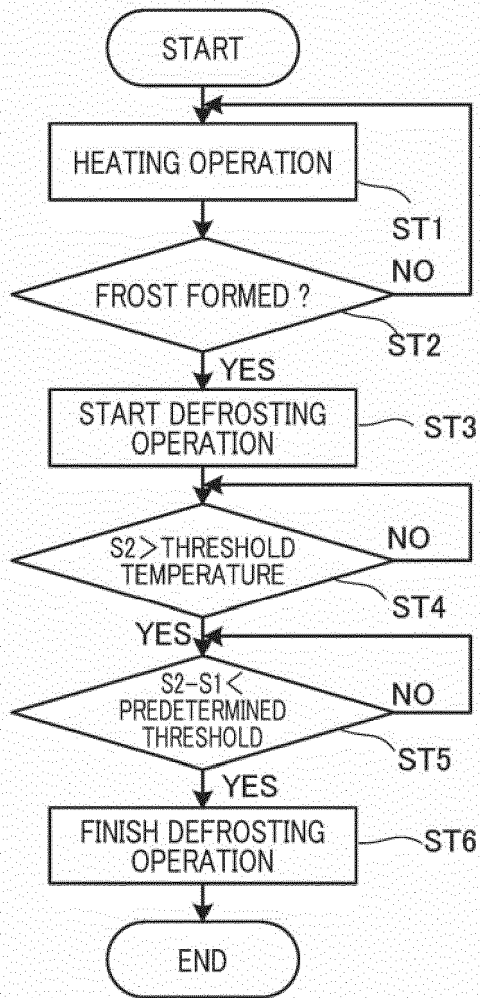 START
HEATING OPERATION
ST1
NO
FROST FORMED ?
ST2
YES
START DEFROSTING
OPERATION
ST3
NO
S2>THRESHOLD
TEMPERATURE
ST4
YES
NO
S2-S1<
PREDETERMINED
THRESHOLD
ST5
YES
FINISH DEFROSTING
OPERATION
ST6
END